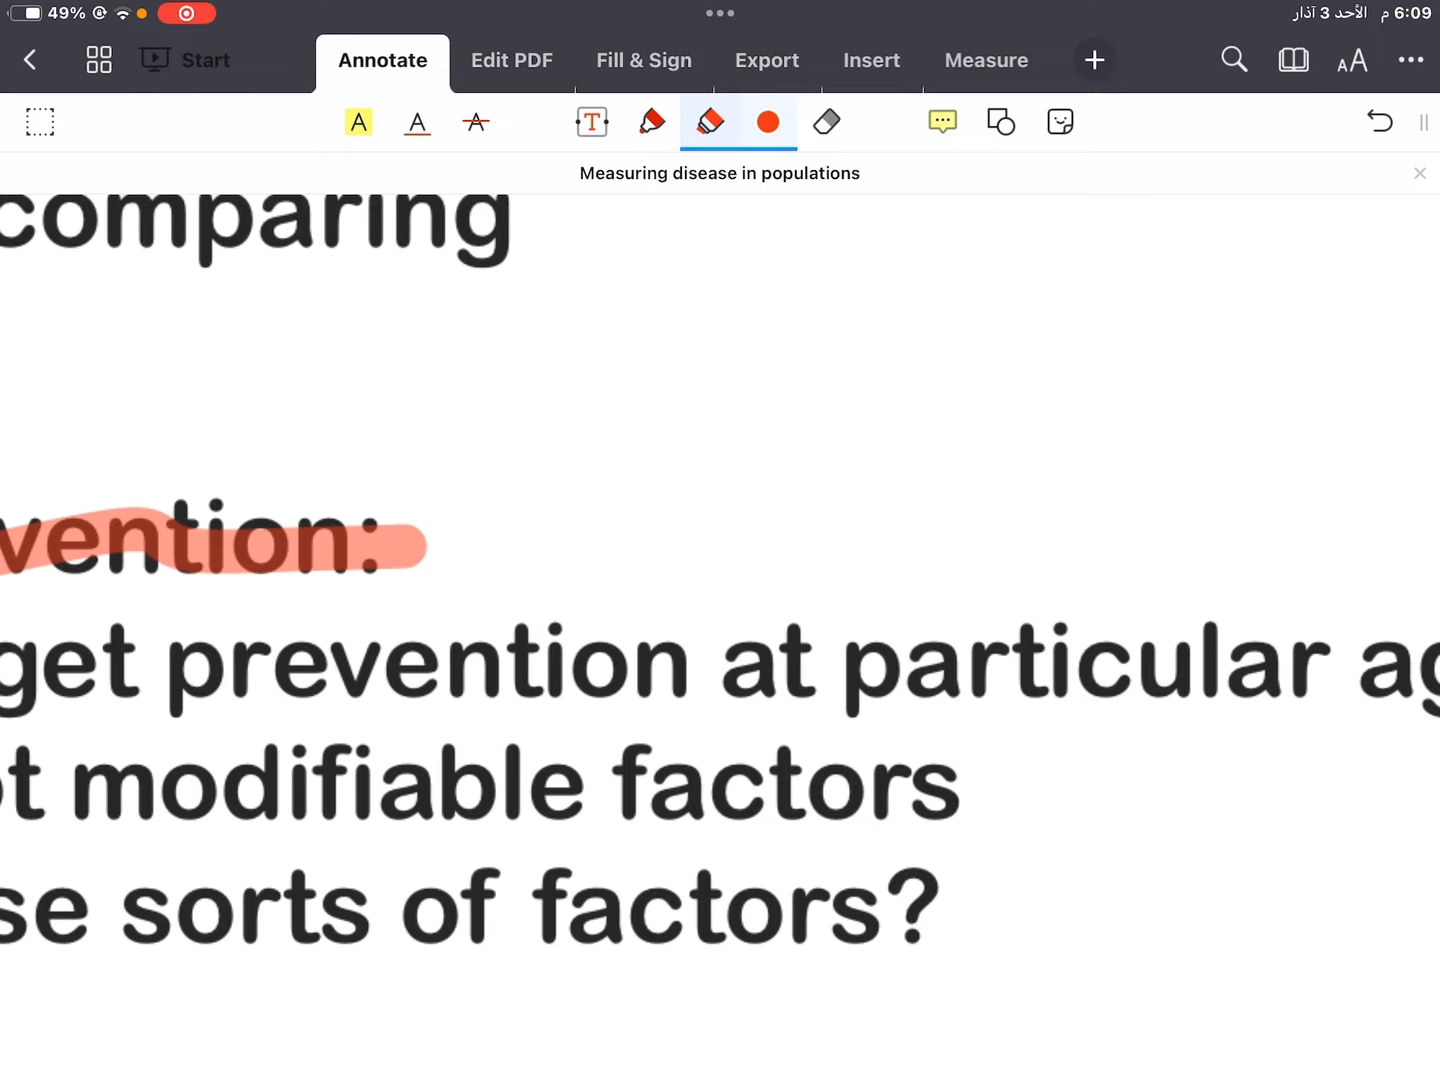 49%
6:09 م الأحد 3 آذار
Start
Annotate
Edit PDF
Fill & Sign
Export
Insert
Measure
Measuring disease in populations
comparing
vention:
get prevention at particular ag
ot modifiable factors
se sorts of factors?